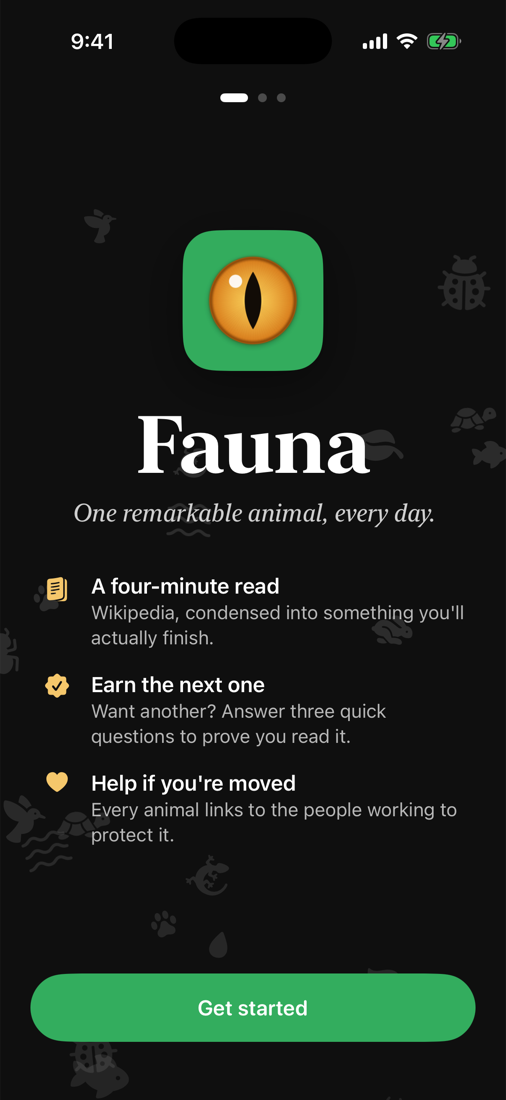 9:41
Fauna
One remarkable animal, every day.
A four-minute read
Wikipedia, condensed into something you'll
actually finish.
Earn the next one
Want another? Answer three quick
questions to prove you read it.
Help if you're moved
Every animal links to the people working to
protect it.
Get started